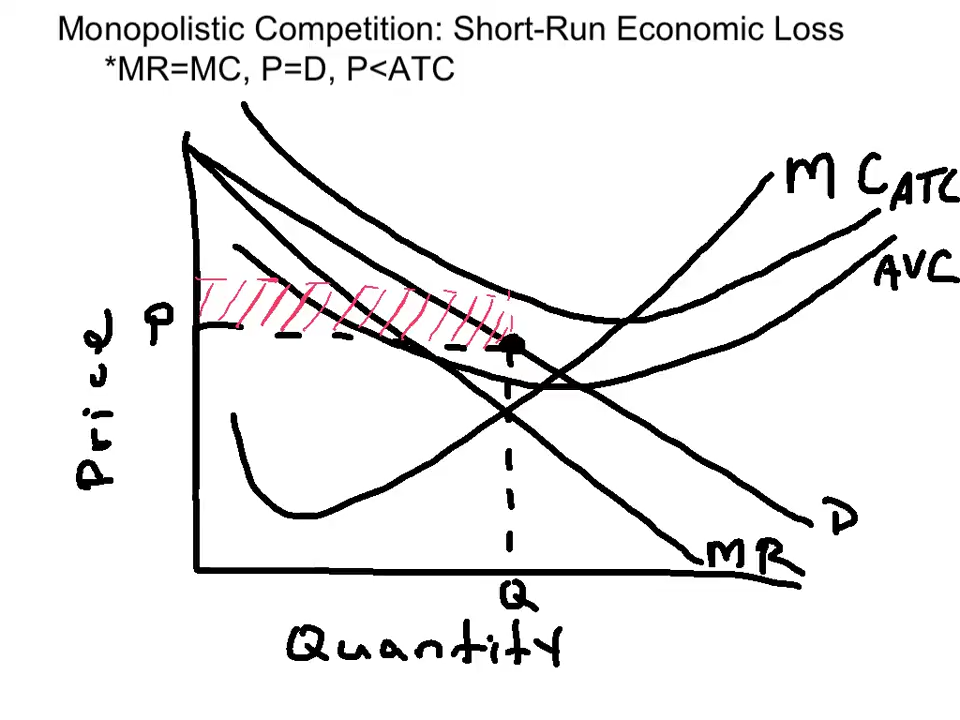 Monopolistic Competition: Short-Run Economic Loss
*MR=MC, P=D, P<ATC
MC
ATC
AVC
P
Price
D
MR
Q
Quantity